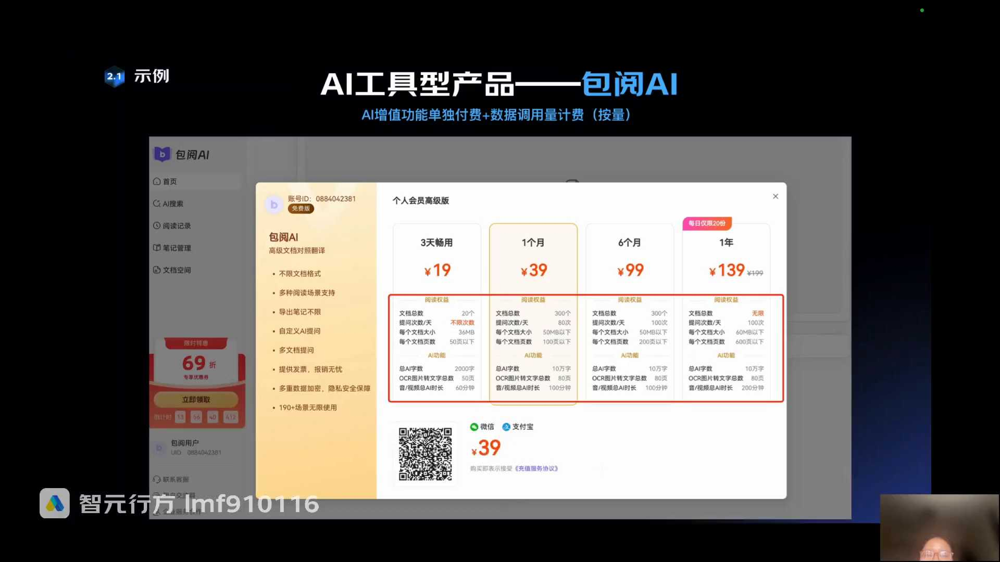 2.1 示例
AI工具型产品——包阅AI
AI增值功能单独付费+数据调用量计费（按量）
b 包阅AI
首页
AI搜索
阅读记录
笔记管理
文档空间
限时特惠
69 折
专享优惠券
立即领取
倒计时 13 56 40 412
包阅用户
UID 0884042381
联系客服
b
账号ID：0884042381
免费版
包阅AI
高级文档对照翻译
• 不限文档格式
• 多种阅读场景支持
• 导出笔记不限
• 自定义AI提问
• 多文档提问
• 提供发票，报销无忧
• 多重数据加密，隐私安全保障
• 190+场景无限使用
个人会员高级版
3天畅用
¥19
阅读权益
文档总数 20个
提问次数/天 不限次数
每个文档大小 36MB
每个文档页数 50页以下
AI功能
总AI字数 2000字
OCR图片转文字总数 50页
音/视频总AI时长 60分钟
1个月
¥39
阅读权益
文档总数 300个
提问次数/天 80次
每个文档大小 50MB以下
每个文档页数 100页以下
AI功能
总AI字数 10万字
OCR图片转文字总数 80页
音/视频总AI时长 100分钟
6个月
¥99
阅读权益
文档总数 300个
提问次数/天 100次
每个文档大小 50MB以下
每个文档页数 200页以下
AI功能
总AI字数 10万字
OCR图片转文字总数 80页
音/视频总AI时长 100分钟
每日仅限20份
1年
¥139 ¥199
阅读权益
文档总数 无限
提问次数/天 100次
每个文档大小 60MB以下
每个文档页数 600页以下
AI功能
总AI字数 10万字
OCR图片转文字总数 80页
音/视频总AI时长 200分钟
微信 支付宝
¥39
购买即表示接受《充值服务协议》
智元行方 lmf910116